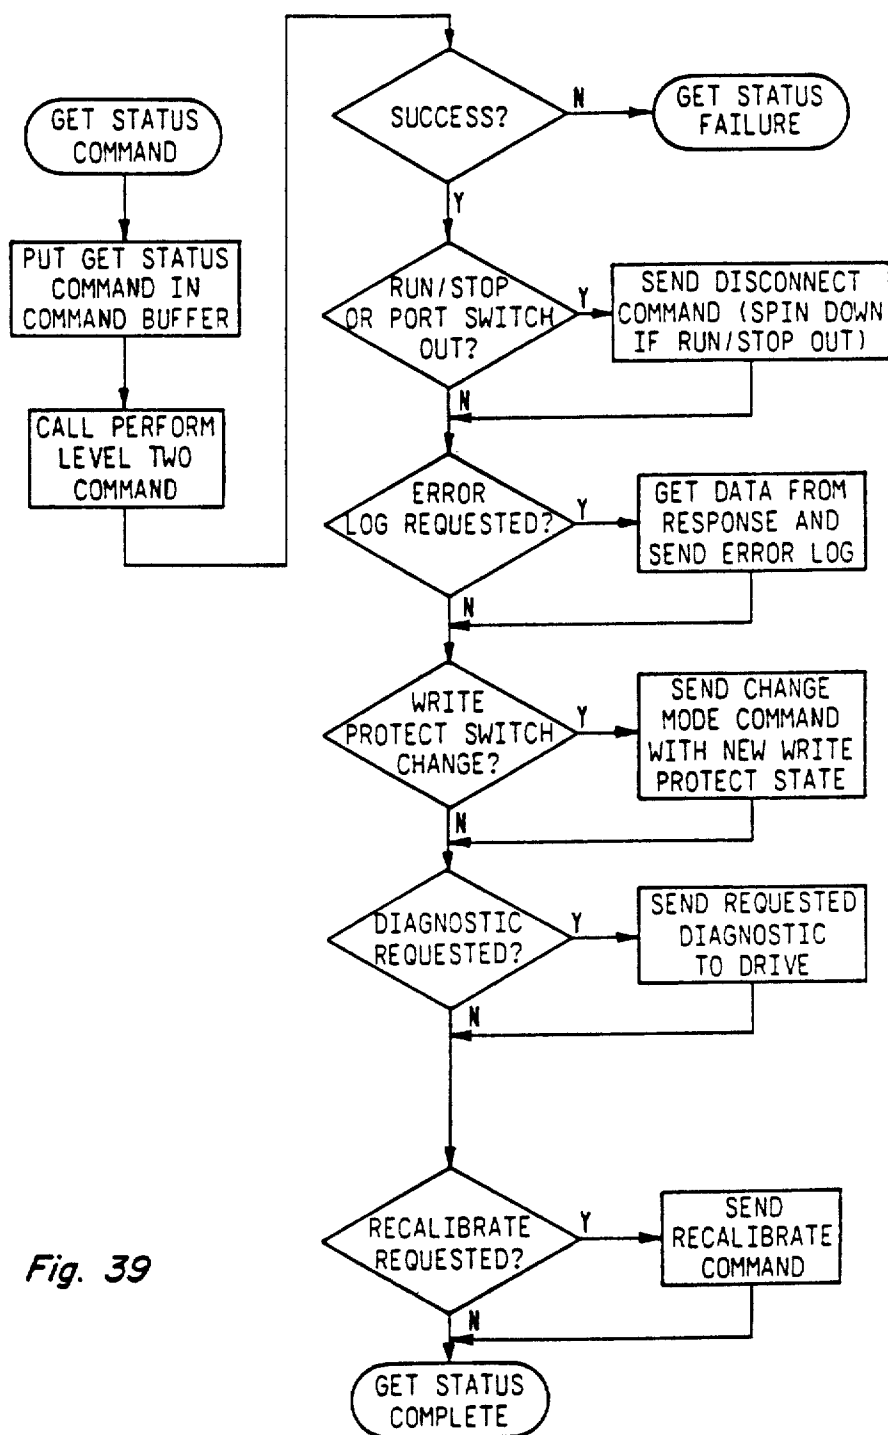 GET STATUS
COMMAND
PUT GET STATUS
COMMAND IN
COMMAND BUFFER
CALL PERFORM
LEVEL TWO
COMMAND
SUCCESS?
N
GET STATUS
FAILURE
Y
RUN/STOP
OR PORT SWITCH
OUT?
Y
SEND DISCONNECT
COMMAND (SPIN DOWN
IF RUN/STOP OUT)
N
ERROR
LOG REQUESTED?
Y
GET DATA FROM
RESPONSE AND
SEND ERROR LOG
N
WRITE
PROTECT SWITCH
CHANGE?
Y
SEND CHANGE
MODE COMMAND
WITH NEW WRITE
PROTECT STATE
N
DIAGNOSTIC
REQUESTED?
Y
SEND REQUESTED
DIAGNOSTIC
TO DRIVE
N
RECALIBRATE
REQUESTED?
Y
SEND
RECALIBRATE
COMMAND
N
GET STATUS
COMPLETE
Fig. 39